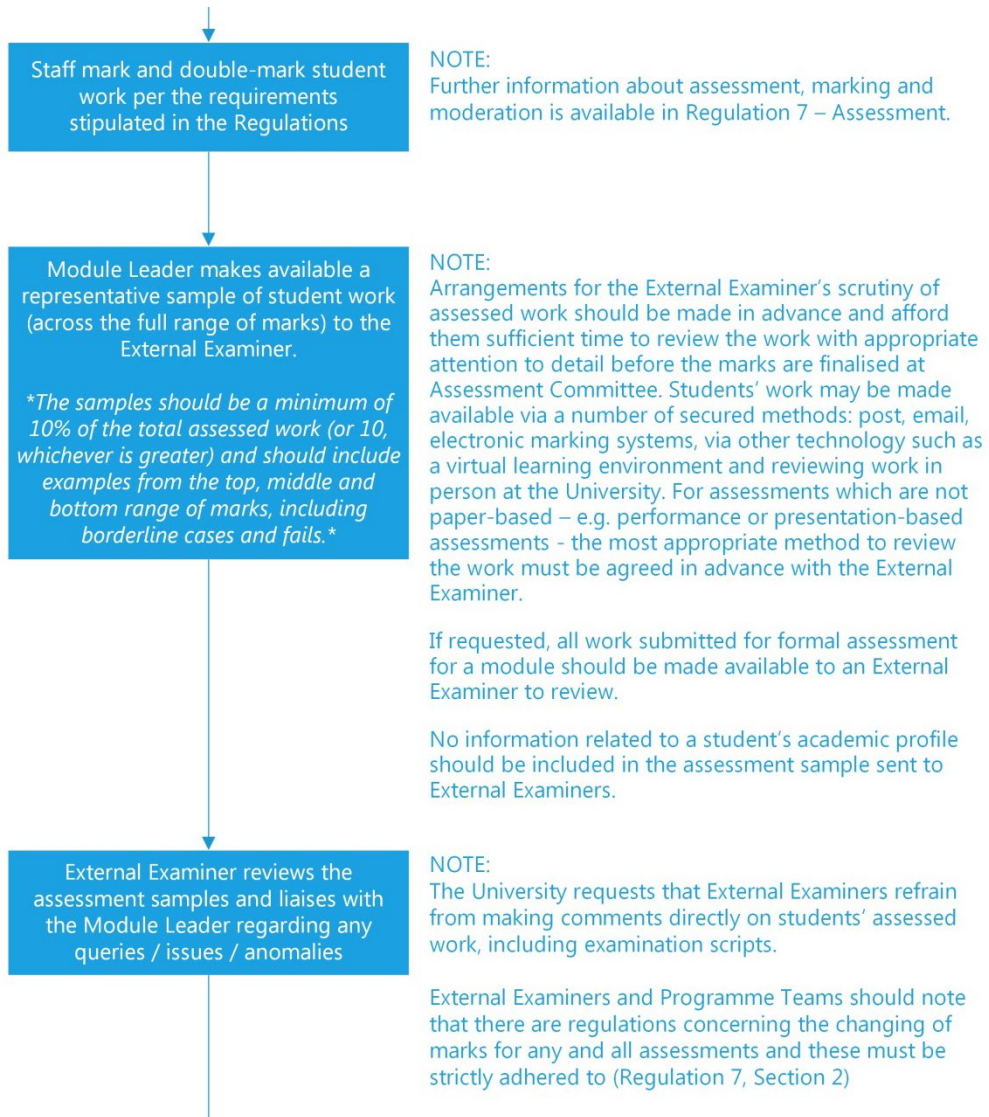 Staff mark and double-mark student
work per the requirements
stipulated in the Regulations
NOTE:
Further information about assessment, marking and
moderation is available in Regulation 7 – Assessment.
Module Leader makes available a
representative sample of student work
(across the full range of marks) to the
External Examiner.
*The samples should be a minimum of
10% of the total assessed work (or 10,
whichever is greater) and should include
examples from the top, middle and
bottom range of marks, including
borderline cases and fails.*
NOTE:
Arrangements for the External Examiner’s scrutiny of
assessed work should be made in advance and afford
them sufficient time to review the work with appropriate
attention to detail before the marks are finalised at
Assessment Committee. Students’ work may be made
available via a number of secured methods: post, email,
electronic marking systems, via other technology such as
a virtual learning environment and reviewing work in
person at the University. For assessments which are not
paper-based – e.g. performance or presentation-based
assessments - the most appropriate method to review
the work must be agreed in advance with the External
Examiner.
If requested, all work submitted for formal assessment
for a module should be made available to an External
Examiner to review.
No information related to a student’s academic profile
should be included in the assessment sample sent to
External Examiners.
External Examiner reviews the
assessment samples and liaises with
the Module Leader regarding any
queries / issues / anomalies
NOTE:
The University requests that External Examiners refrain
from making comments directly on students’ assessed
work, including examination scripts.
External Examiners and Programme Teams should note
that there are regulations concerning the changing of
marks for any and all assessments and these must be
strictly adhered to (Regulation 7, Section 2)